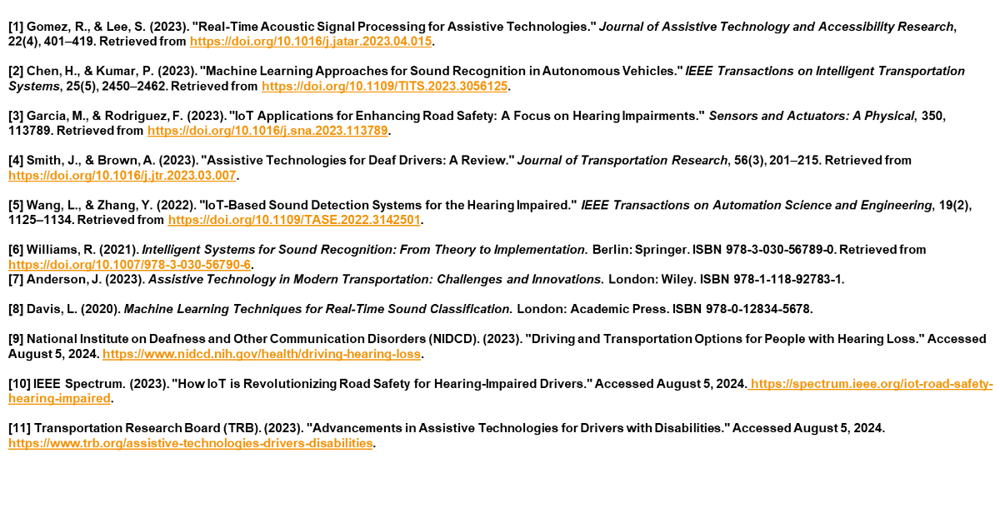 [1] Gomez, R., & Lee, S. (2023). "Real-Time Acoustic Signal Processing for Assistive Technologies." Journal of Assistive Technology and Accessibility Research,
22(4), 401–419. Retrieved from https://doi.org/10.1016/j.jatar.2023.04.015.
[2] Chen, H., & Kumar, P. (2023). "Machine Learning Approaches for Sound Recognition in Autonomous Vehicles." IEEE Transactions on Intelligent Transportation
Systems, 25(5), 2450–2462. Retrieved from https://doi.org/10.1109/TITS.2023.3056125.
[3] Garcia, M., & Rodriguez, F. (2023). "IoT Applications for Enhancing Road Safety: A Focus on Hearing Impairments." Sensors and Actuators: A Physical, 350,
113789. Retrieved from https://doi.org/10.1016/j.sna.2023.113789.
[4] Smith, J., & Brown, A. (2023). "Assistive Technologies for Deaf Drivers: A Review." Journal of Transportation Research, 56(3), 201–215. Retrieved from
https://doi.org/10.1016/j.jtr.2023.03.007.
[5] Wang, L., & Zhang, Y. (2022). "IoT-Based Sound Detection Systems for the Hearing Impaired." IEEE Transactions on Automation Science and Engineering, 19(2),
1125–1134. Retrieved from https://doi.org/10.1109/TASE.2022.3142501.
[6] Williams, R. (2021). Intelligent Systems for Sound Recognition: From Theory to Implementation. Berlin: Springer. ISBN 978-3-030-56789-0. Retrieved from
https://doi.org/10.1007/978-3-030-56790-6.
[7] Anderson, J. (2023). Assistive Technology in Modern Transportation: Challenges and Innovations. London: Wiley. ISBN 978-1-118-92783-1.
[8] Davis, L. (2020). Machine Learning Techniques for Real-Time Sound Classification. London: Academic Press. ISBN 978-0-12834-5678.
[9] National Institute on Deafness and Other Communication Disorders (NIDCD). (2023). "Driving and Transportation Options for People with Hearing Loss." Accessed
August 5, 2024. https://www.nidcd.nih.gov/health/driving-hearing-loss.
[10] IEEE Spectrum. (2023). "How IoT is Revolutionizing Road Safety for Hearing-Impaired Drivers." Accessed August 5, 2024. https://spectrum.ieee.org/iot-road-safety-
hearing-impaired.
[11] Transportation Research Board (TRB). (2023). "Advancements in Assistive Technologies for Drivers with Disabilities." Accessed August 5, 2024.
https://www.trb.org/assistive-technologies-drivers-disabilities.